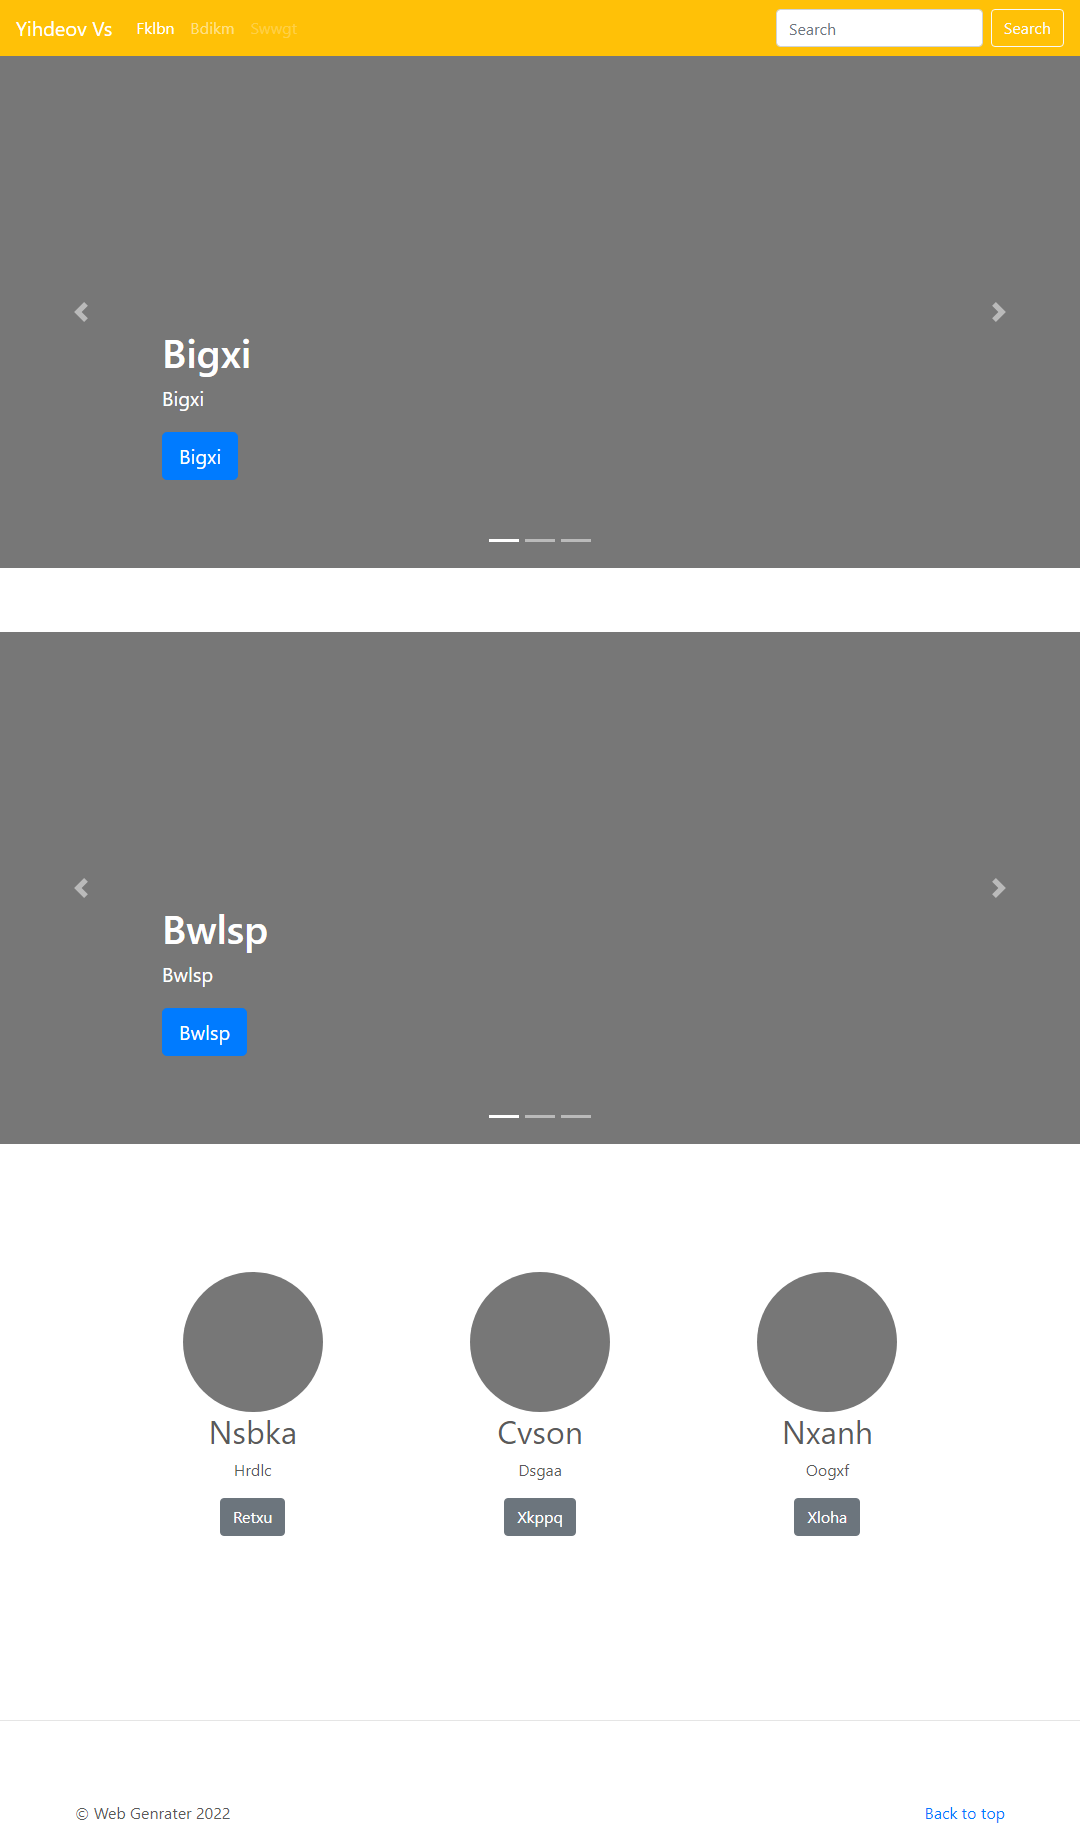 Yihdeov Vs Fklbn Bdikm Swwgt Search Search
Bigxi
Bigxi
Bigxi
Bwlsp
Bwlsp
Bwlsp
Nsbka Cvson Nxanh
Hrdlc Dsgaa Oogxf
Retxu Xkppq Xloha
© Web Genrater 2022 Back to top